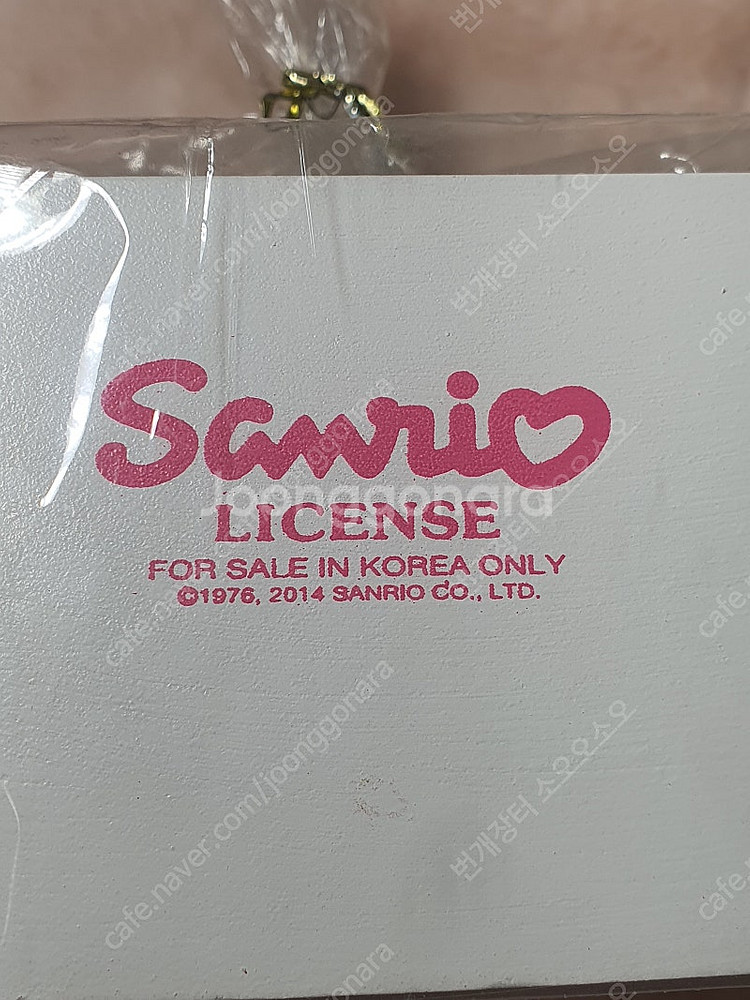 Sanrio
LICENSE
FOR SALE IN KOREA ONLY
©1976, 2014 SANRIO CO., LTD.
Joonggonara
cafe.naver.com/joonggonara
번개장터 소오오소오